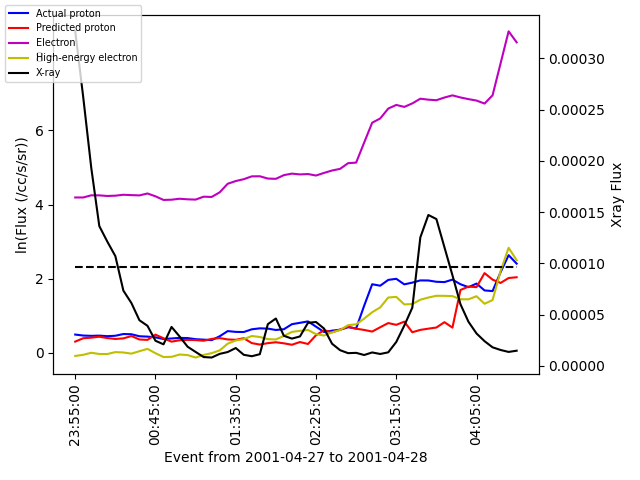 Actual proton
Predicted proton
Electron
High-energy electron
X-ray
ln(Flux (/cc/s/sr))
6
4
2
0
0.00030
0.00025
0.00020
0.00015
0.00010
0.00005
0.00000
Xray Flux
23:55:00
00:45:00
01:35:00
02:25:00
03:15:00
04:05:00
Event from 2001-04-27 to 2001-04-28